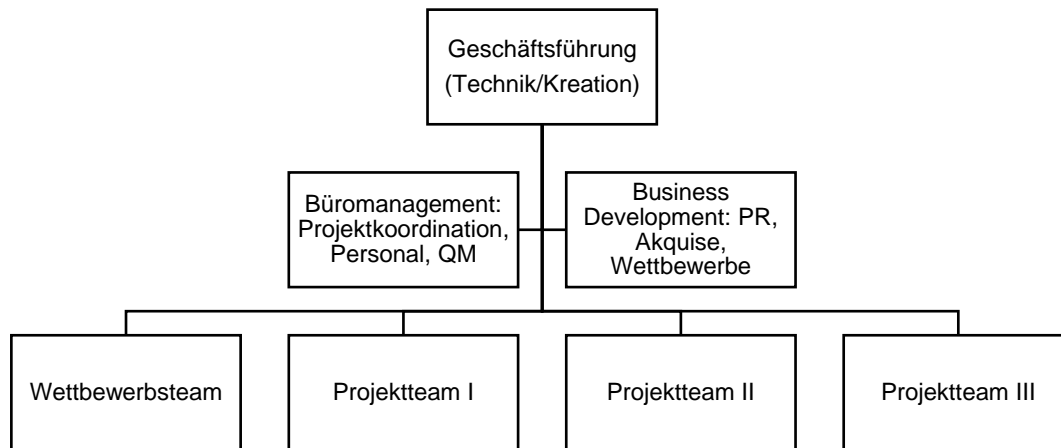 Geschäftsführung
(Technik/Kreation)
Büromanagement:
Projektkoordination,
Personal, QM
Business
Development: PR,
Akquise,
Wettbewerbe
Wettbewerbsteam
Projektteam I
Projektteam II
Projektteam III